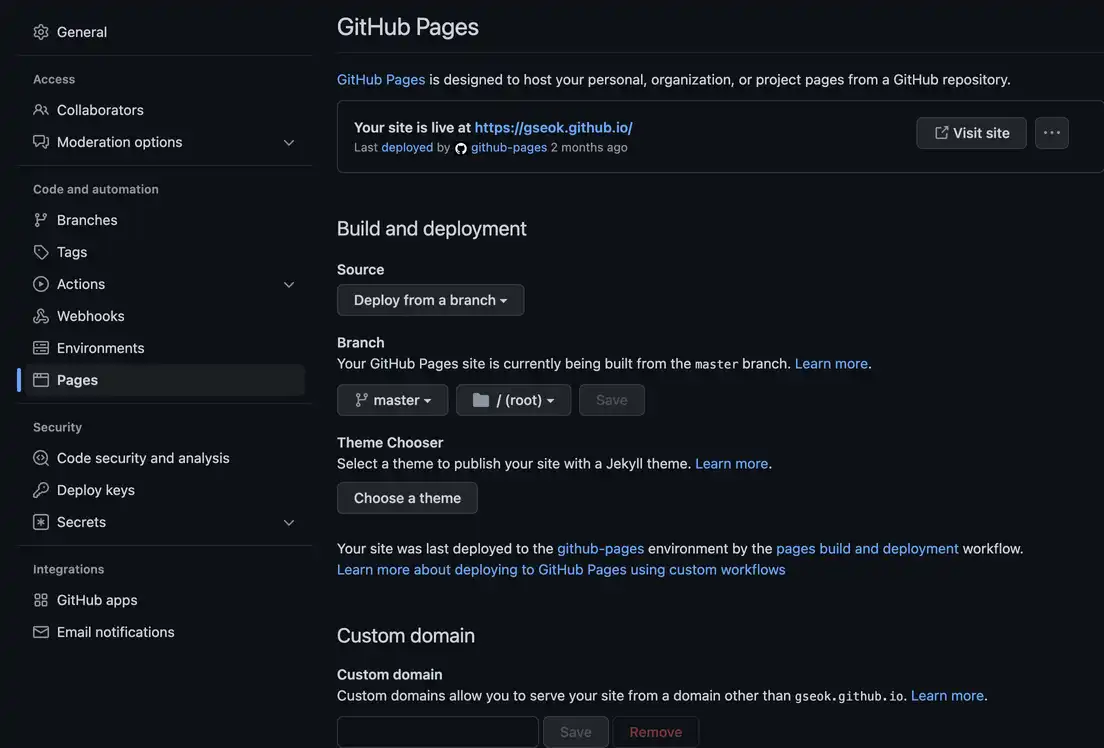 General
Access
Collaborators
Moderation options
Code and automation
Branches
Tags
Actions
Webhooks
Environments
Pages
Security
Code security and analysis
Deploy keys
Secrets
Integrations
GitHub apps
Email notifications
GitHub Pages
GitHub Pages is designed to host your personal, organization, or project pages from a GitHub repository.
Your site is live at https://gseok.github.io/
Last deployed by github-pages 2 months ago
Visit site
Build and deployment
Source
Deploy from a branch
Branch
Your GitHub Pages site is currently being built from the master branch. Learn more.
master / (root) Save
Theme Chooser
Select a theme to publish your site with a Jekyll theme. Learn more.
Choose a theme
Your site was last deployed to the github-pages environment by the pages build and deployment workflow.
Learn more about deploying to GitHub Pages using custom workflows
Custom domain
Custom domain
Custom domains allow you to serve your site from a domain other than gseok.github.io. Learn more.
Save Remove